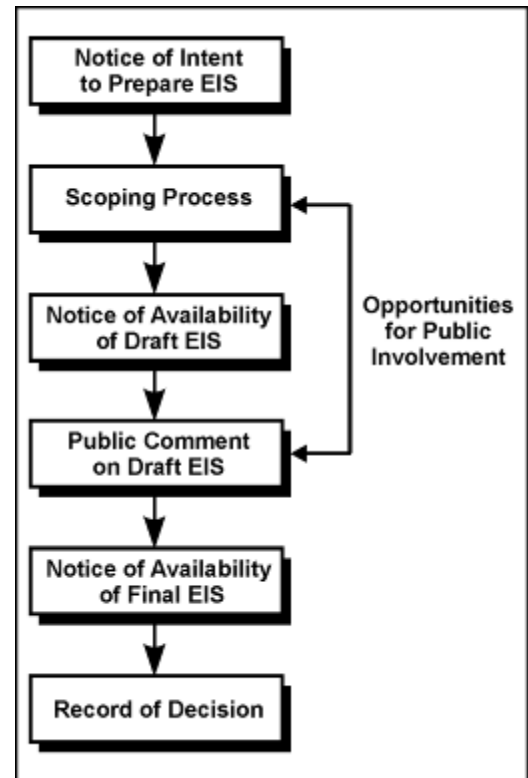 Notice of Intent
to Prepare EIS
Scoping Process
Notice of Availability
of Draft EIS
Public Comment
on Draft EIS
Notice of Availability
of Final EIS
Record of Decision
Opportunities
for Public
Involvement